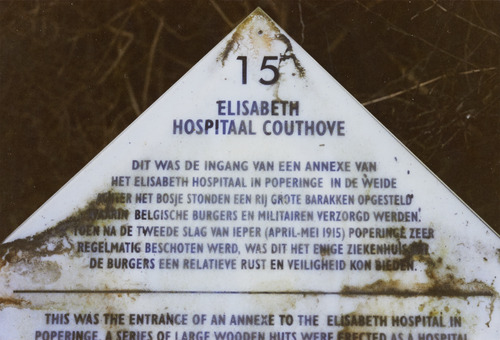 15
ELISABETH
HOSPITAAL COUTHOVE
DIT WAS DE INGANG VAN EEN ANNEXE VAN
HET ELISABETH HOSPITAAL IN POPERINGE IN DE WEIDE
HET BOSJE STONDEN EEN RIJ GROTE BARAKKEN OPGESTELD
WAARIN BELGISCHE BURGERS EN MILITAIREN VERZORGD WERDEN.
TOEN NA DE TWEEDE SLAG VAN IEPER (APRIL-MEI 1915) POPERINGE ZEER
REGELMATIG BESCHOTEN WERD, WAS DIT HET ENIGE ZIEKENHUIS
DE BURGERS EEN RELATIEVE RUST EN VEILIGHEID KON BIEDEN.
THIS WAS THE ENTRANCE OF AN ANNEXE TO THE ELISABETH HOSPITAL IN
POPERINGE. A SERIES OF LARGE WOODEN HUTS WERE ERECTED AS A HOSPITAL